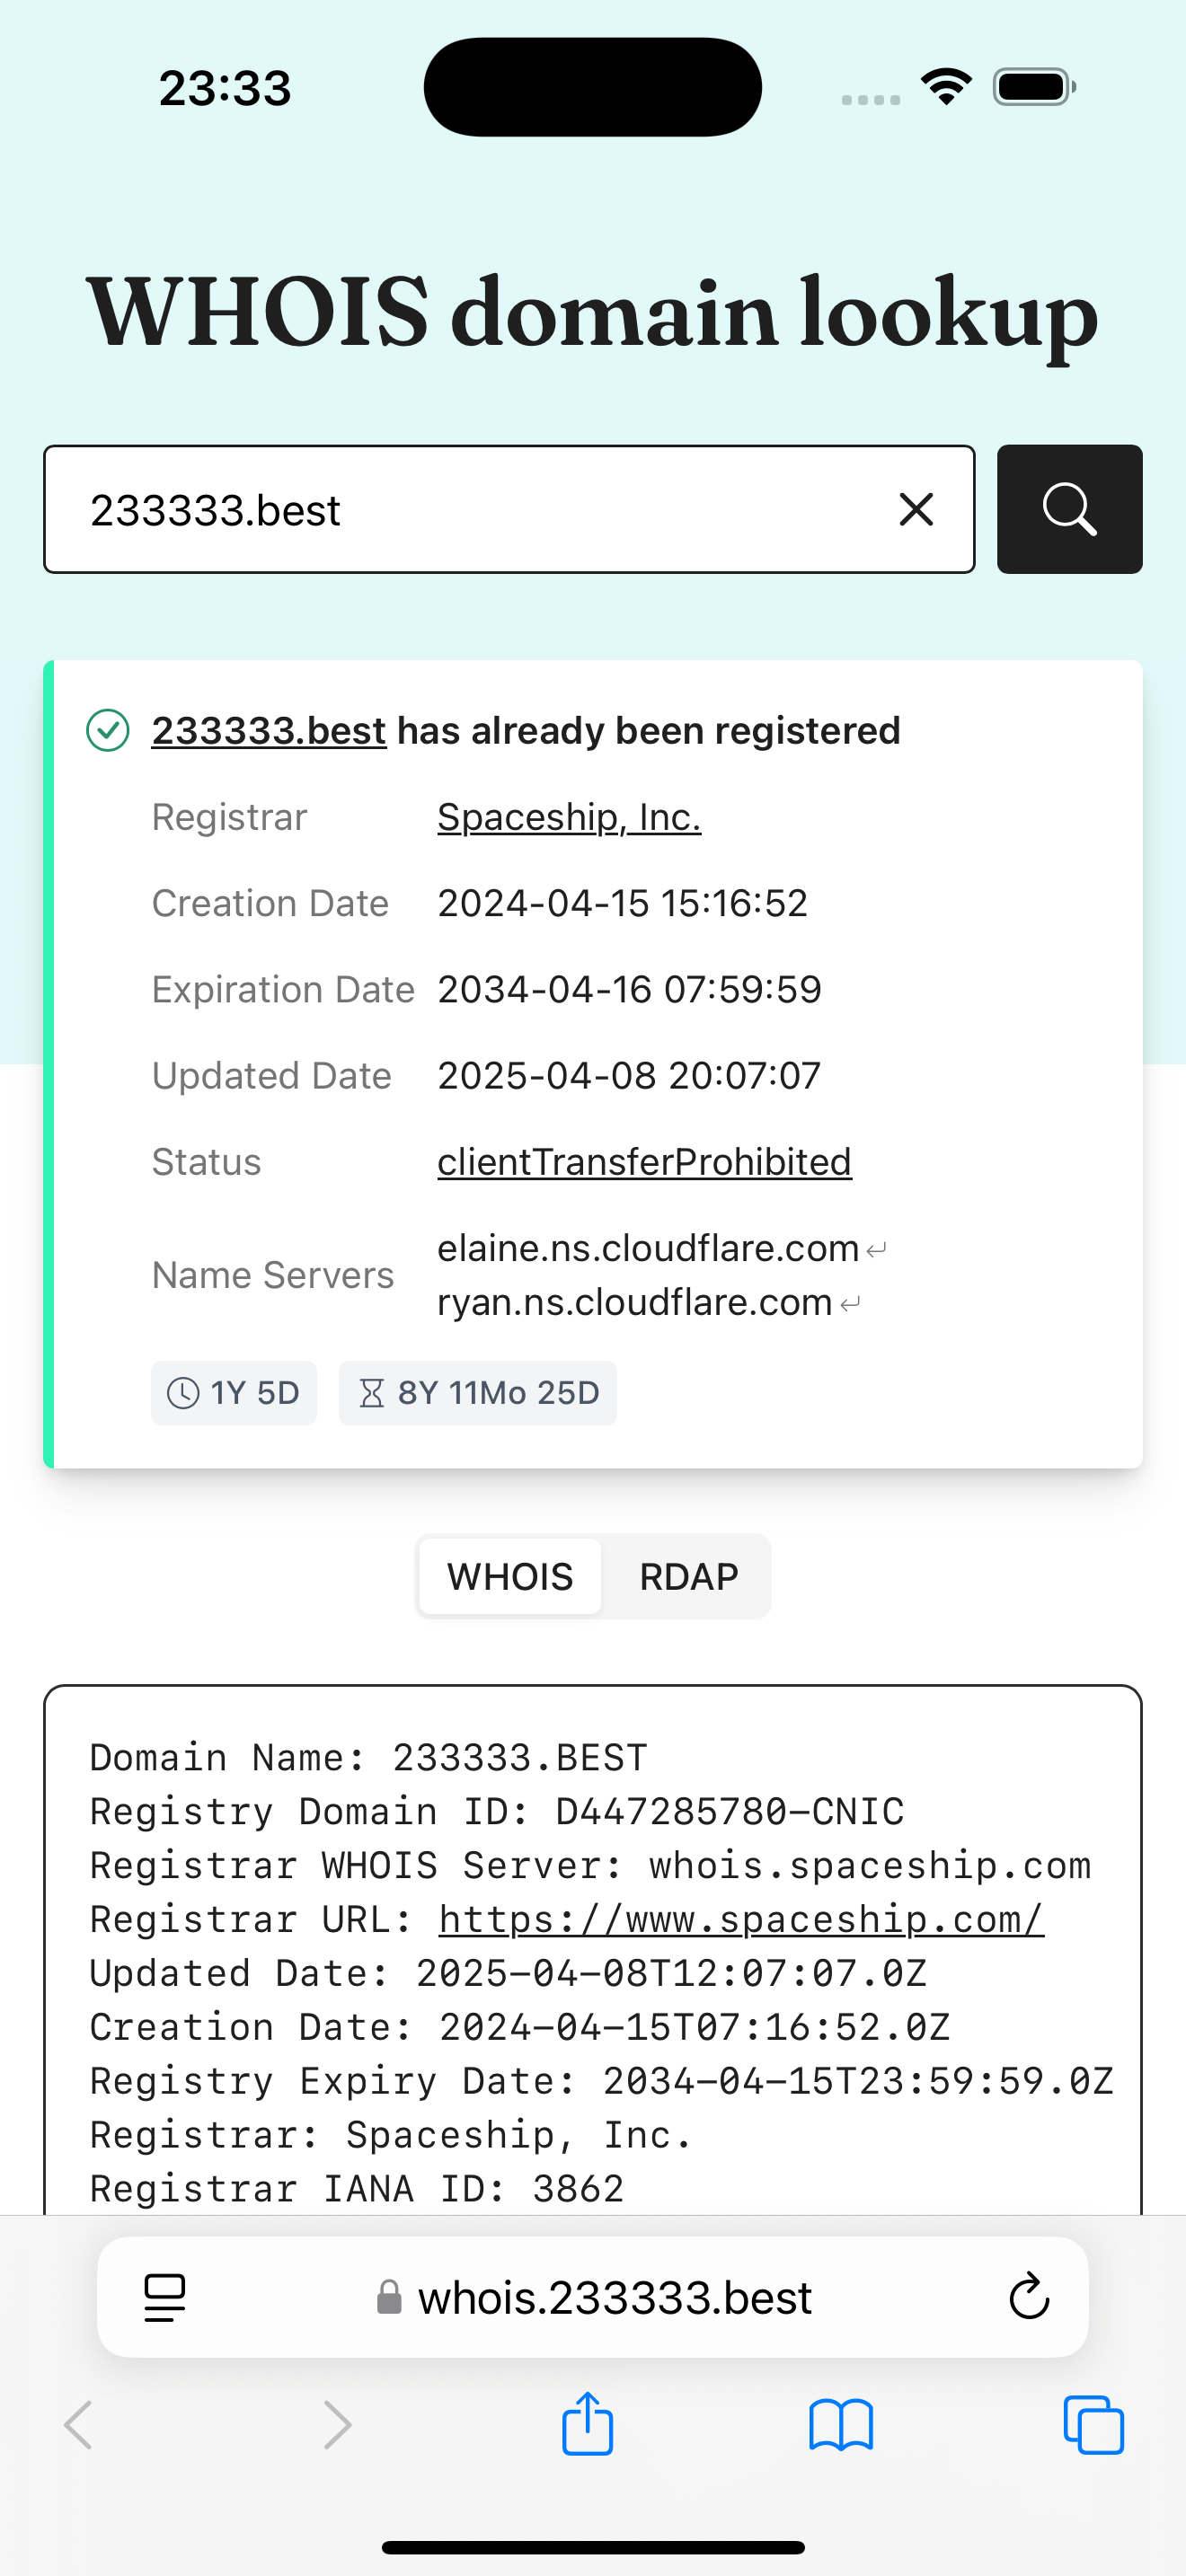 23:33
WHOIS domain lookup
233333.best
233333.best has already been registered
Registrar Spaceship, Inc.
Creation Date 2024-04-15 15:16:52
Expiration Date 2034-04-16 07:59:59
Updated Date 2025-04-08 20:07:07
Status clientTransferProhibited
Name Servers elaine.ns.cloudflare.com
ryan.ns.cloudflare.com
1Y 5D 8Y 11Mo 25D
WHOIS RDAP
Domain Name: 233333.BEST
Registry Domain ID: D447285780-CNIC
Registrar WHOIS Server: whois.spaceship.com
Registrar URL: https://www.spaceship.com/
Updated Date: 2025-04-08T12:07:07.0Z
Creation Date: 2024-04-15T07:16:52.0Z
Registry Expiry Date: 2034-04-15T23:59:59.0Z
Registrar: Spaceship, Inc.
Registrar IANA ID: 3862
whois.233333.best